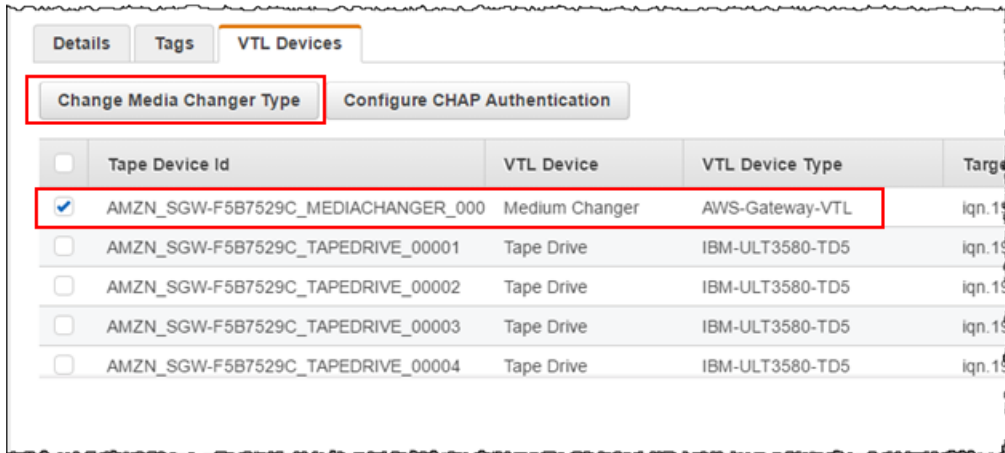 Details Tags VTL Devices
Change Media Changer Type Configure CHAP Authentication
Tape Device Id VTL Device VTL Device Type
AMZN_SGW-F5B7529C_MEDIACHANGER_000 Medium Changer AWS-Gateway-VTL
AMZN_SGW-F5B7529C_TAPEDRIVE_00001 Tape Drive IBM-ULT3580-TD5
AMZN_SGW-F5B7529C_TAPEDRIVE_00002 Tape Drive IBM-ULT3580-TD5
AMZN_SGW-F5B7529C_TAPEDRIVE_00003 Tape Drive IBM-ULT3580-TD5
AMZN_SGW-F5B7529C_TAPEDRIVE_00004 Tape Drive IBM-ULT3580-TD5